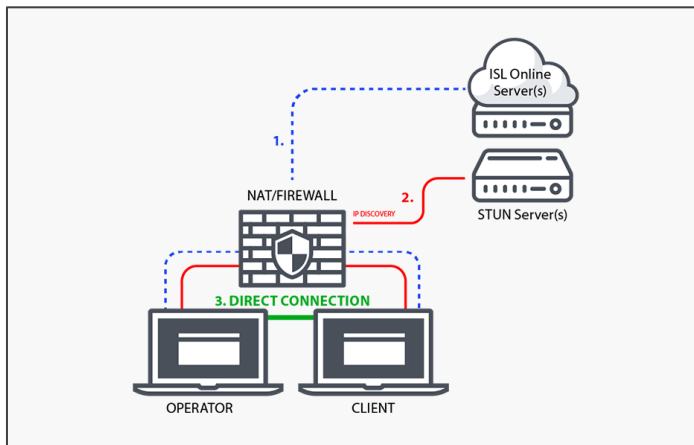 ISL Online
Server(s)
1.
2.
NAT/FIREWALL
IP DISCOVERY
STUN Server(s)
3. DIRECT CONNECTION
OPERATOR
CLIENT